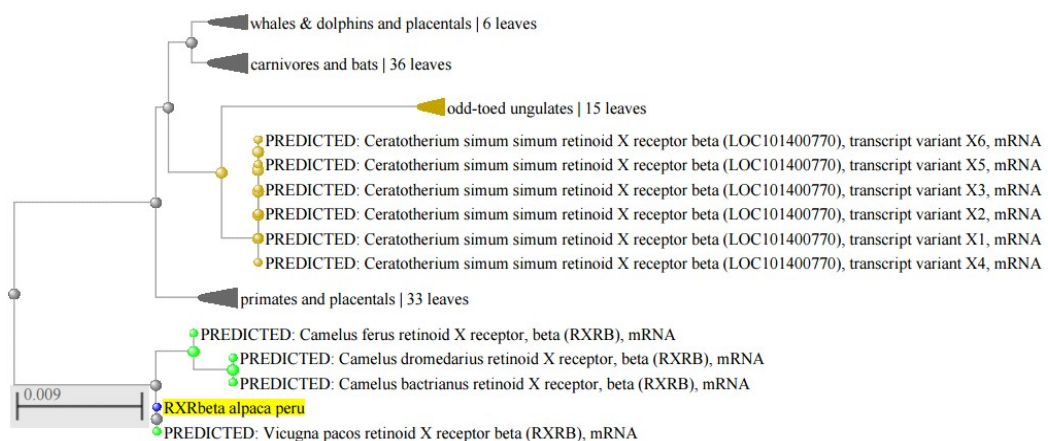 whales & dolphins and placentals | 6 leaves
carnivores and bats | 36 leaves
odd-toed ungulates | 15 leaves
PREDICTED: Ceratotherium simum simum retinoid X receptor beta (LOC101400770), transcript variant X6, mRNA
PREDICTED: Ceratotherium simum simum retinoid X receptor beta (LOC101400770), transcript variant X5, mRNA
PREDICTED: Ceratotherium simum simum retinoid X receptor beta (LOC101400770), transcript variant X3, mRNA
PREDICTED: Ceratotherium simum simum retinoid X receptor beta (LOC101400770), transcript variant X2, mRNA
PREDICTED: Ceratotherium simum simum retinoid X receptor beta (LOC101400770), transcript variant X1, mRNA
PREDICTED: Ceratotherium simum simum retinoid X receptor beta (LOC101400770), transcript variant X4, mRNA
primates and placentals | 33 leaves
PREDICTED: Camelus ferus retinoid X receptor, beta (RXRB), mRNA
PREDICTED: Camelus dromedarius retinoid X receptor, beta (RXRB), mRNA
PREDICTED: Camelus bactrianus retinoid X receptor, beta (RXRB), mRNA
0.009
RXRbeta alpaca peru
PREDICTED: Vicugna pacos retinoid X receptor beta (RXRB), mRNA